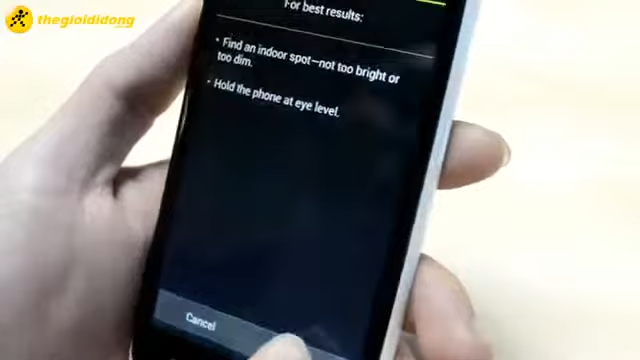 thegioididong
For best results:
• Find an indoor spot—not too bright or
too dim.
• Hold the phone at eye level.
Cancel